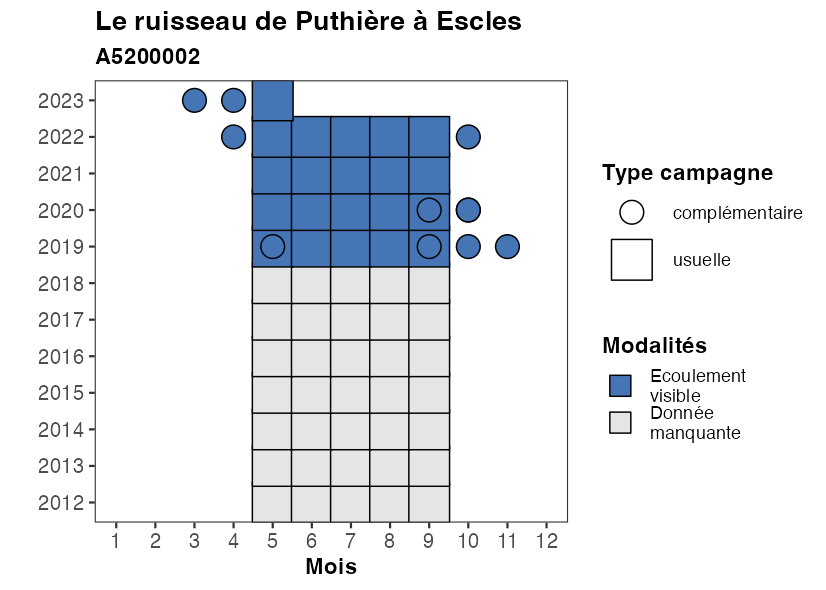 Le ruisseau de Puthière à Escles
A5200002
2023
2022
2021
2020
2019
2018
2017
2016
2015
2014
2013
2012
1 2 3 4 5 6 7 8 9 10 11 12
Mois
Type campagne
complémentaire
usuelle
Modalités
Ecoulement
visible
Donnée
manquante